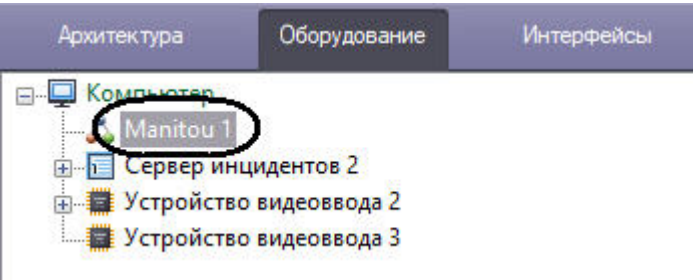 Архитектура Оборудование Интерфейсы
Компьютер
Manitou 1
Сервер инцидентов 2
Устройство видеоввода 2
Устройство видеоввода 3